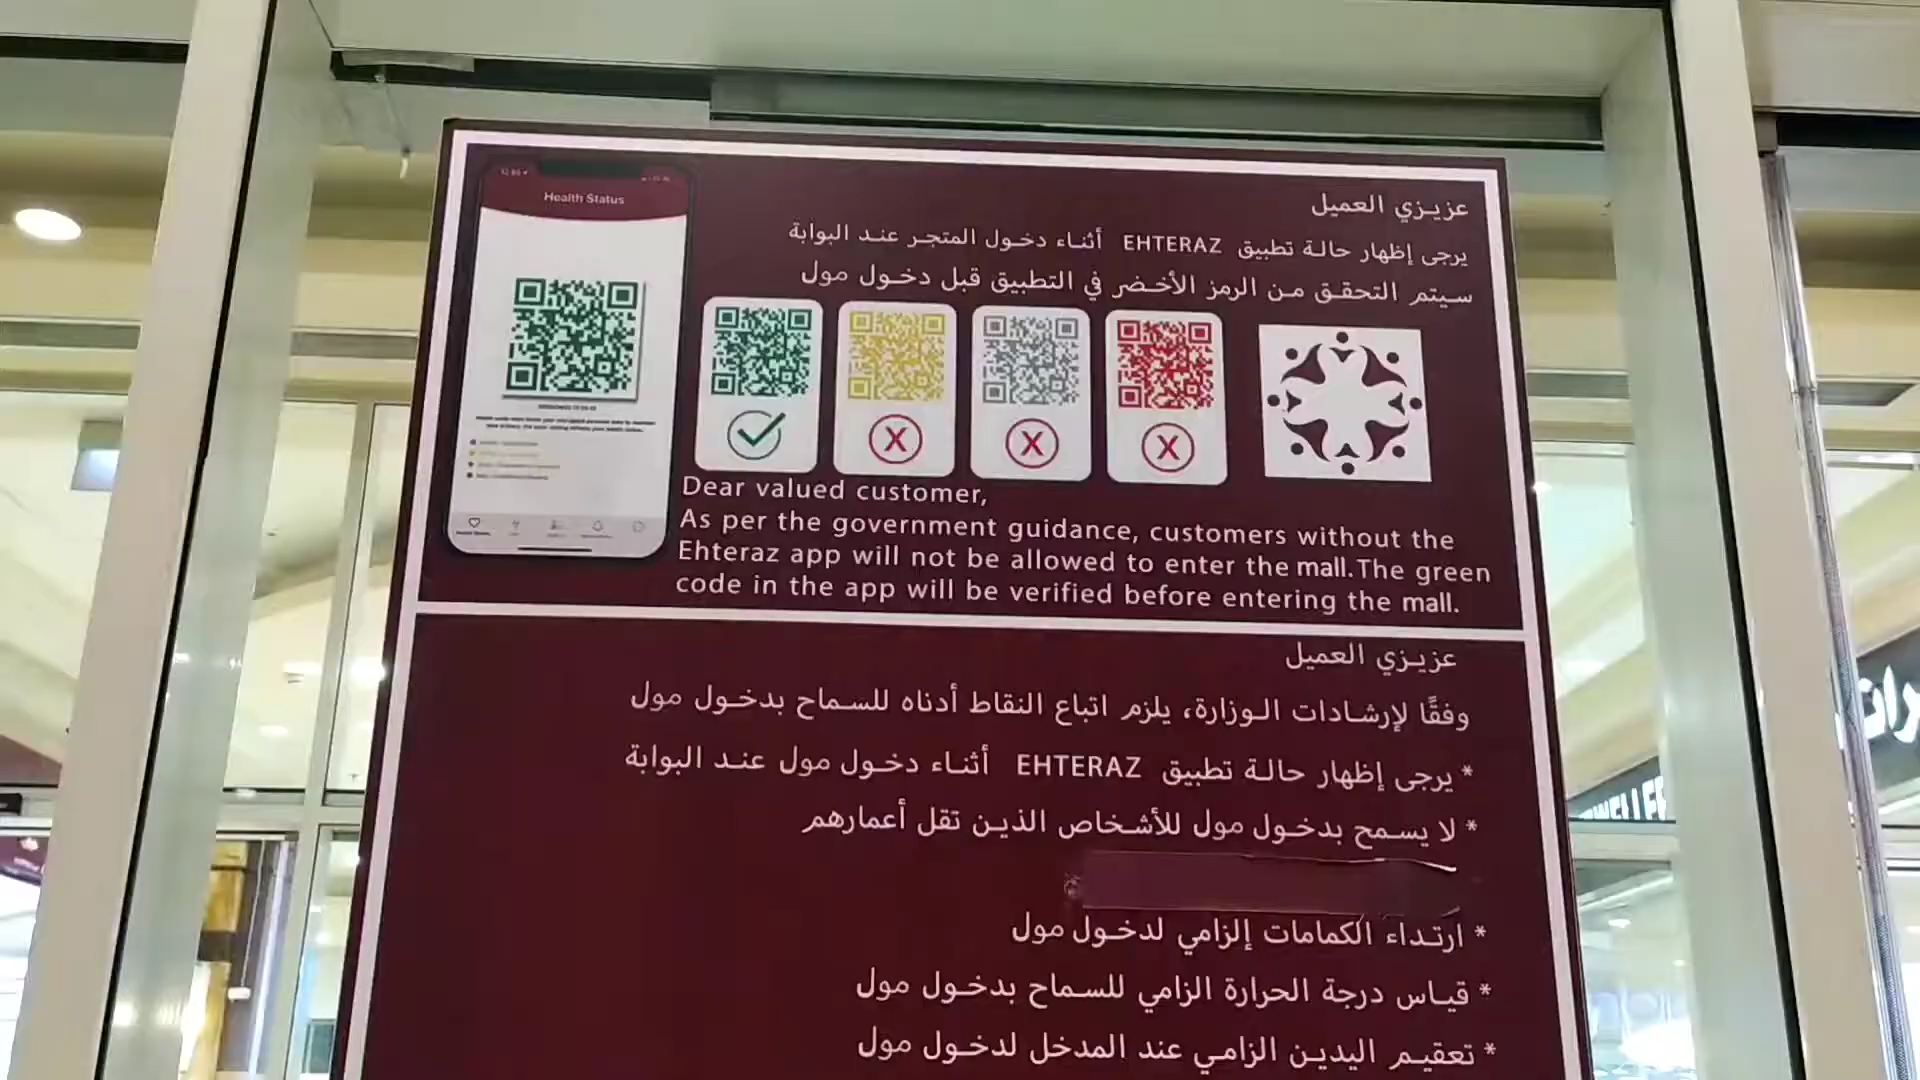 Health Status
عزيزي العميل
يرجى إظهار حالة تطبيق EHTERAZ أثناء دخول المتجر عند البوابة
سيتم التحقق من الرمز الأخضر في التطبيق قبل دخول مول
X X X
Dear valued customer,
As per the government guidance, customers without the
Ehteraz app will not be allowed to enter the mall.The green
code in the app will be verified before entering the mall.
عزيزي العميل
وفقًا لإرشادات الوزارة، يلزم اتباع النقاط أدناه للسماح بدخول مول
* يرجى إظهار حالة تطبيق EHTERAZ أثناء دخول مول عند البوابة
* لا يسمح بدخول مول للأشخاص الذين تقل أعمارهم
* ارتداء الكمامات إلزامي لدخول مول
* قياس درجة الحرارة الزامي للسماح بدخول مول
* تعقيم اليدين الزامي عند المدخل لدخول مول